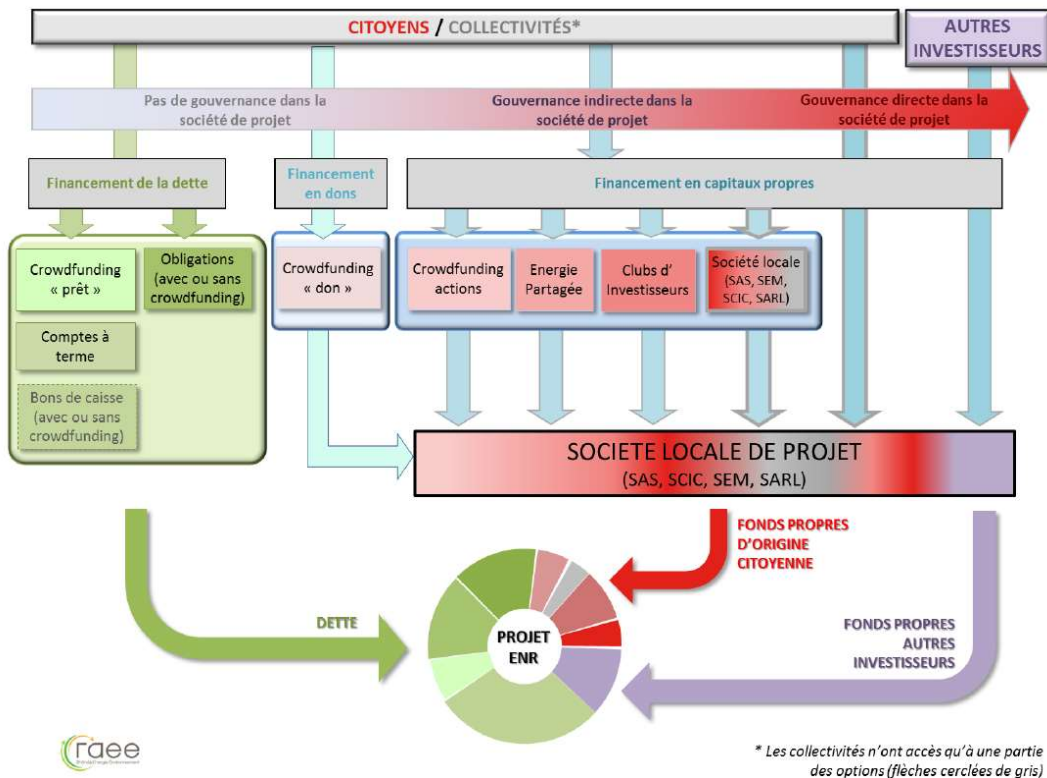 CITOYENS / COLLECTIVITÉS*
AUTRES
INVESTISSEURS
Pas de gouvernance dans la
société de projet
Gouvernance indirecte dans la
société de projet
Gouvernance directe dans la
société de projet
Financement de la dette
Financement
en dons
Financement en capitaux propres
Crowdfunding
« prêt »
Obligations
(avec ou sans
crowdfunding)
Comptes à
terme
Bons de caisse
(avec ou sans
crowdfunding)
Crowdfunding
« don »
Crowdfunding
actions
Energie
Partagée
Clubs d’
Investisseurs
Société locale
(SAS, SEM,
SCIC, SARL)
SOCIETE LOCALE DE PROJET
(SAS, SCIC, SEM, SARL)
FONDS PROPRES
D’ORIGINE
CITOYENNE
DETTE
PROJET
ENR
FONDS PROPRES
AUTRES
INVESTISSEURS
raee
* Les collectivités n’ont accès qu’à une partie
des options (flèches cerclées de gris)